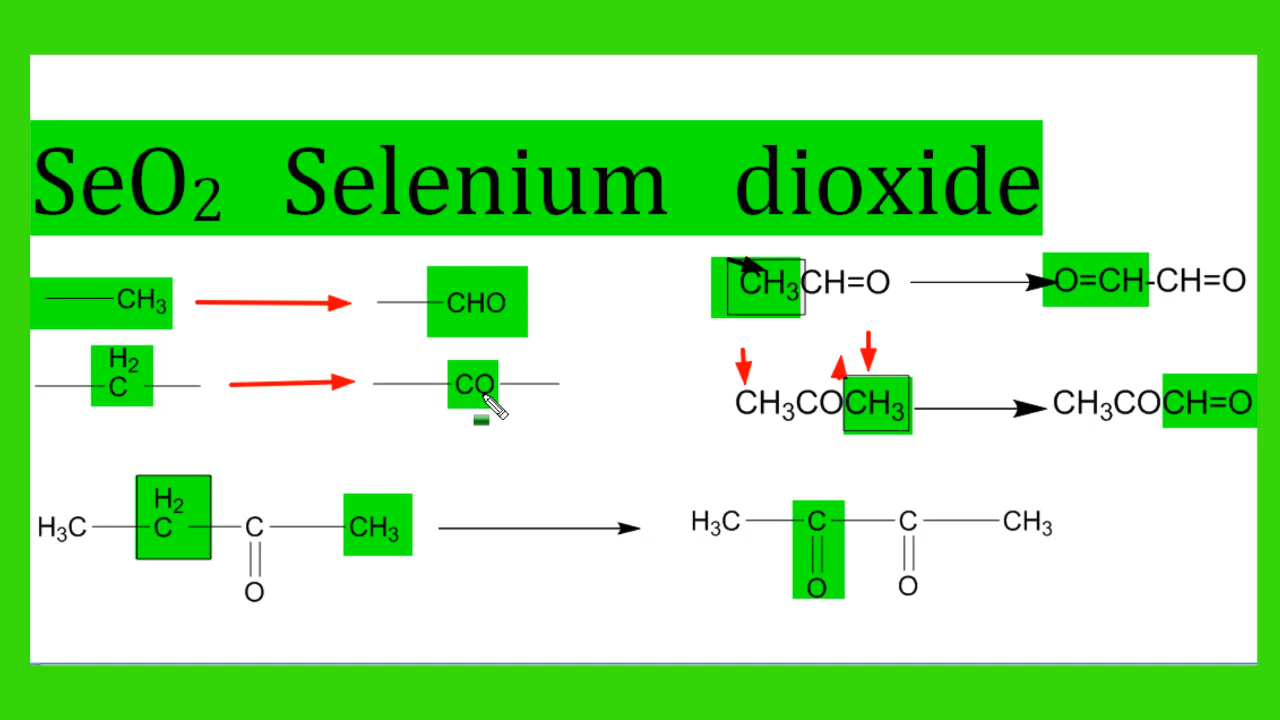 SeO₂ Selenium dioxide
CH₃ CHO
H₂
C CO
CH₃CH=O O=CH-CH=O
CH₃COCH₃ CH₃COCH=O
H₂
H₃C C C CH₃
O
H₃C C C CH₃
O O